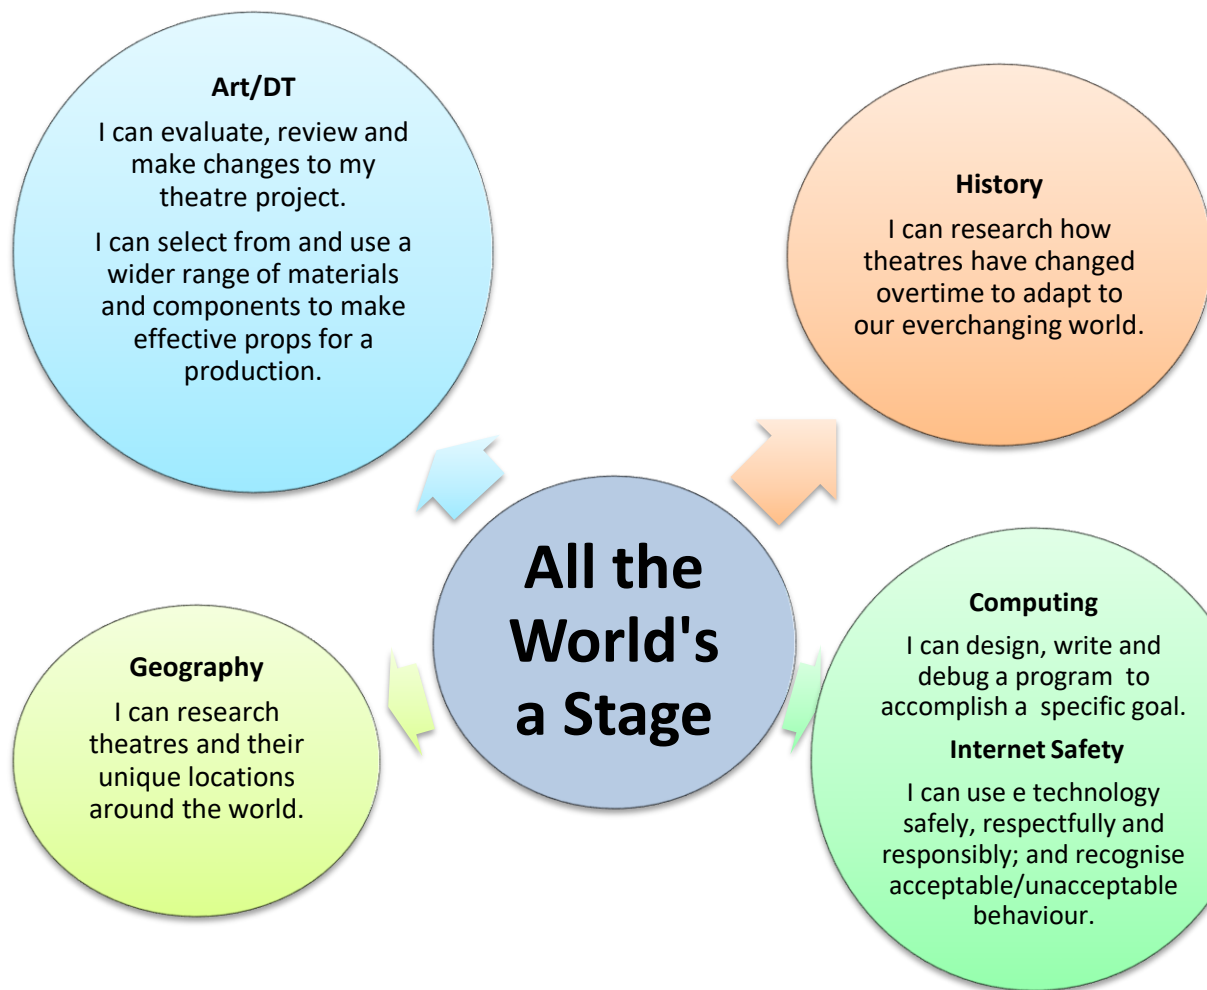 Art/DT
I can evaluate, review and
make changes to my
theatre project.
I can select from and use a
wider range of materials
and components to make
effective props for a
production.
History
I can research how
theatres have changed
overtime to adapt to
our everchanging world.
All the
World's
a Stage
Geography
I can research
theatres and their
unique locations
around the world.
Computing
I can design, write and
debug a program to
accomplish a specific goal.
Internet Safety
I can use e technology
safely, respectfully and
responsibly; and recognise
acceptable/unacceptable
behaviour.